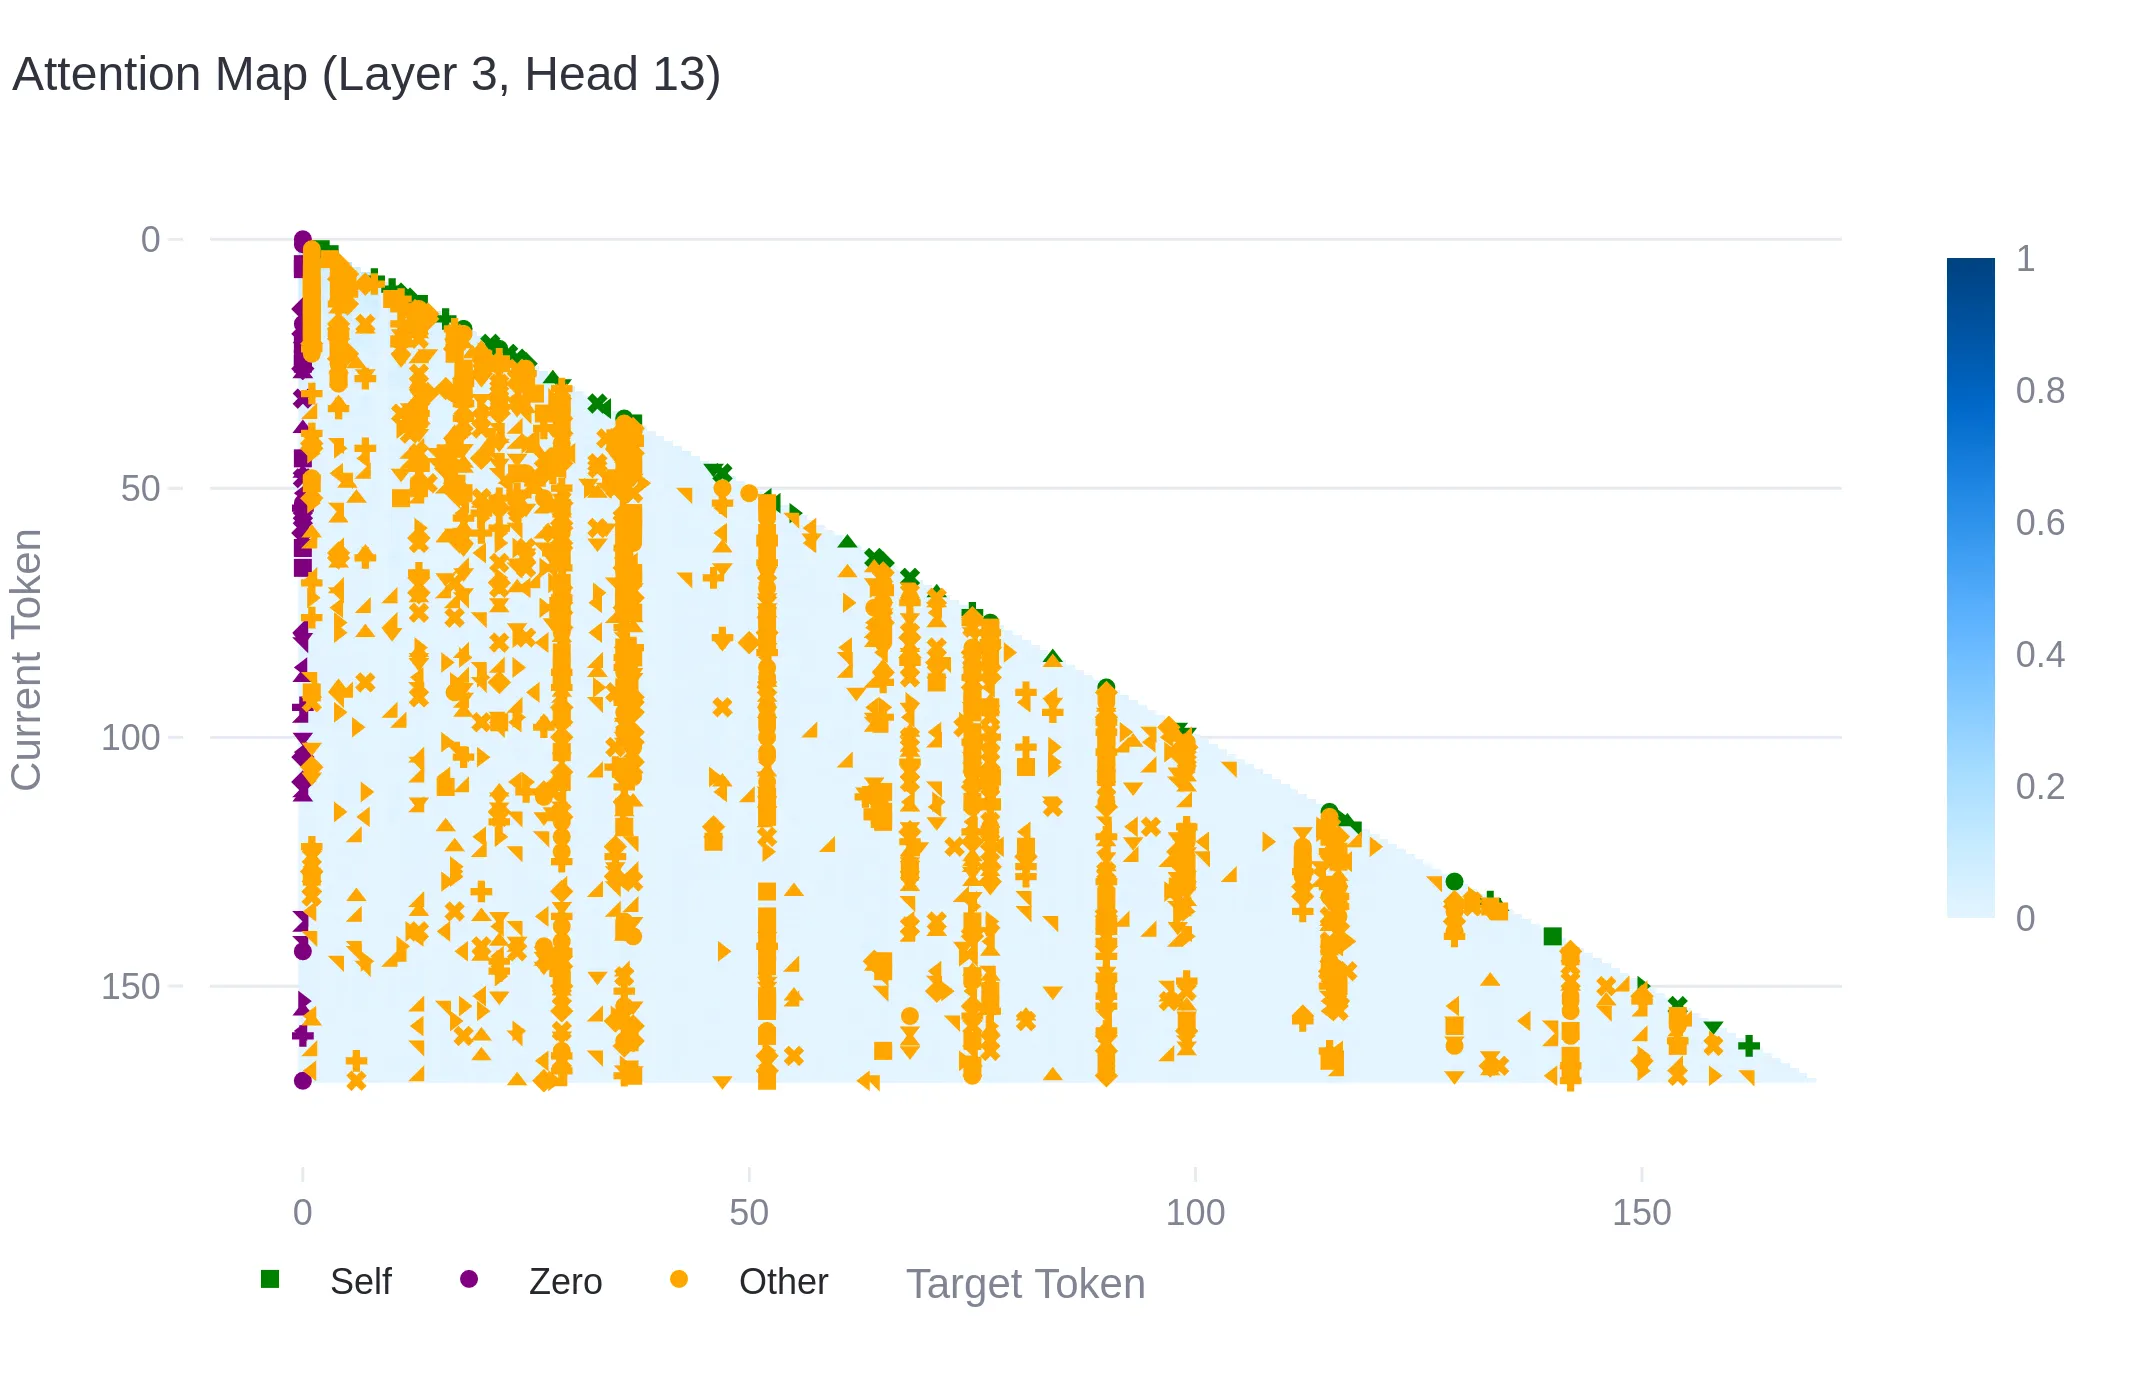 Attention Map (Layer 3, Head 13)
Current Token
0
50
100
150
0
50
100
150
Target Token
Self
Zero
Other
1
0.8
0.6
0.4
0.2
0